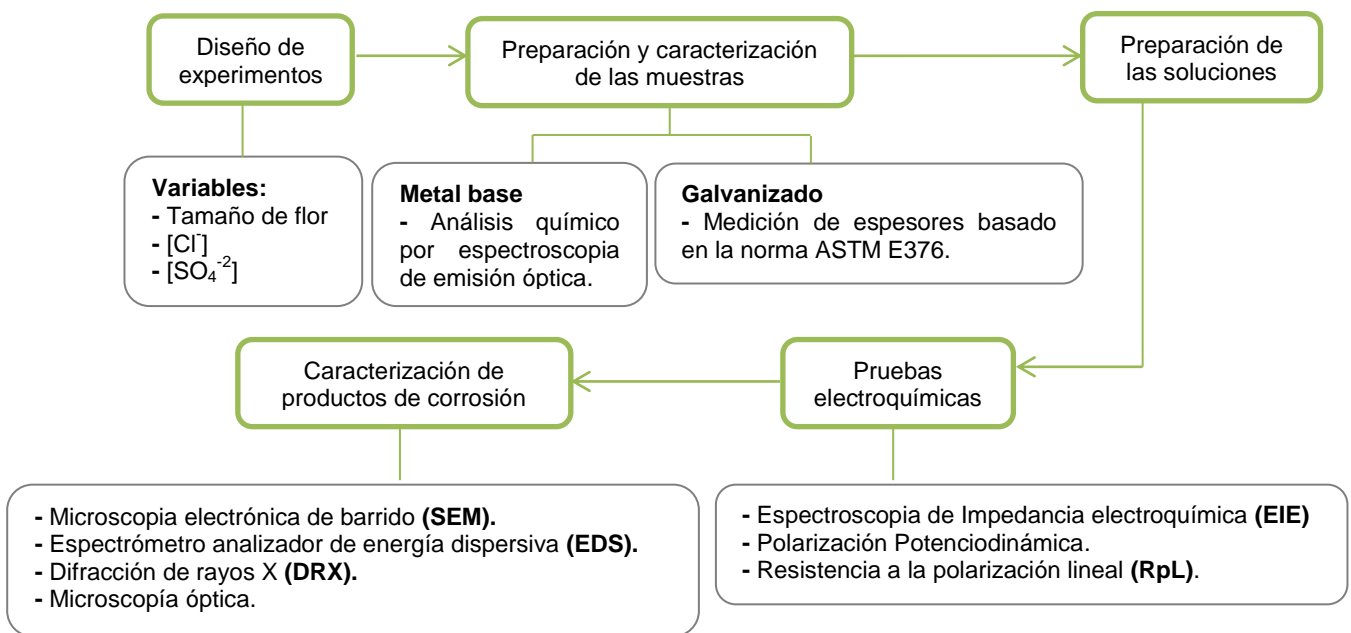 Diseño de
experimentos
Preparación y caracterización
de las muestras
Preparación de
las soluciones
Variables:
- Tamaño de flor
- [Cl⁻]
- [SO₄⁻²]
Metal base
- Análisis químico
por espectroscopia
de emisión óptica.
Galvanizado
- Medición de espesores basado
en la norma ASTM E376.
Caracterización de
productos de corrosión
Pruebas
electroquímicas
- Microscopia electrónica de barrido (SEM).
- Espectrómetro analizador de energía dispersiva (EDS).
- Difracción de rayos X (DRX).
- Microscopía óptica.
- Espectroscopia de Impedancia electroquímica (EIE)
- Polarización Potenciodinámica.
- Resistencia a la polarización lineal (RpL).